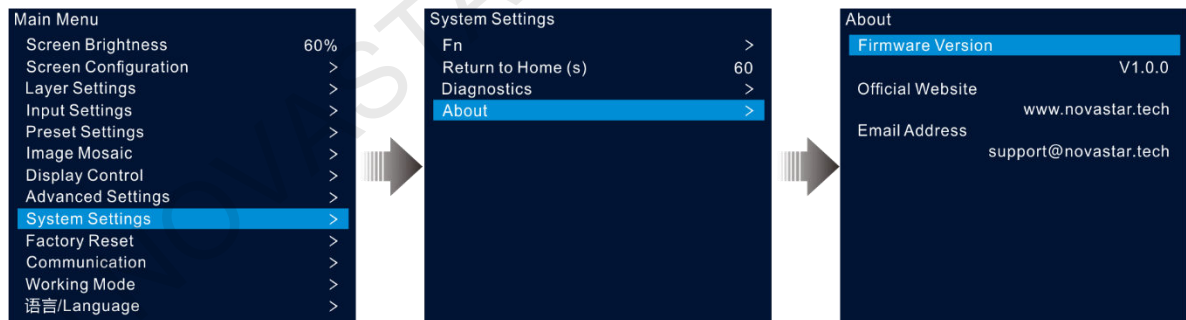 Main Menu
Screen Brightness 60%
Screen Configuration >
Layer Settings >
Input Settings >
Preset Settings >
Image Mosaic >
Display Control >
Advanced Settings >
System Settings >
Factory Reset >
Communication >
Working Mode >
语言/Language >
System Settings
Fn >
Return to Home (s) 60
Diagnostics >
About >
About
Firmware Version
V1.0.0
Official Website
www.novastar.tech
Email Address
support@novastar.tech
NOVASTA